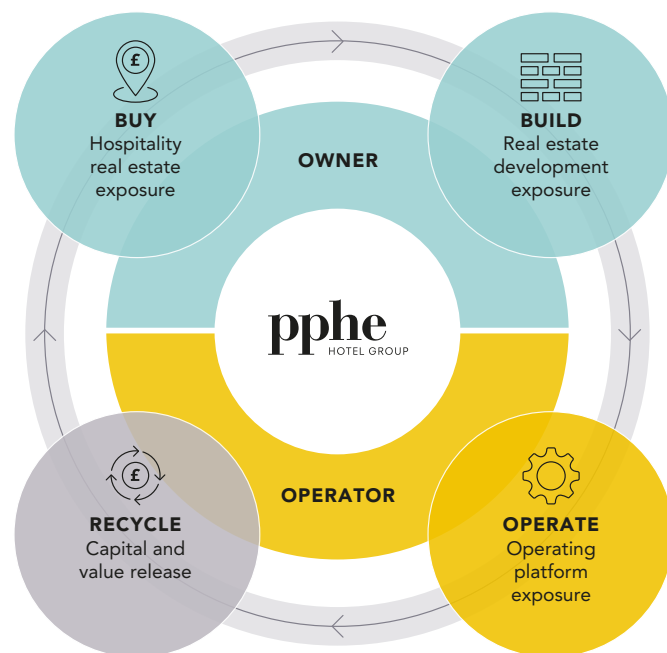 £
BUY
Hospitality
real estate
exposure
BUILD
Real estate
development
exposure
OWNER
pphe
HOTEL GROUP
OPERATOR
£
RECYCLE
Capital and
value release
OPERATE
Operating
platform
exposure